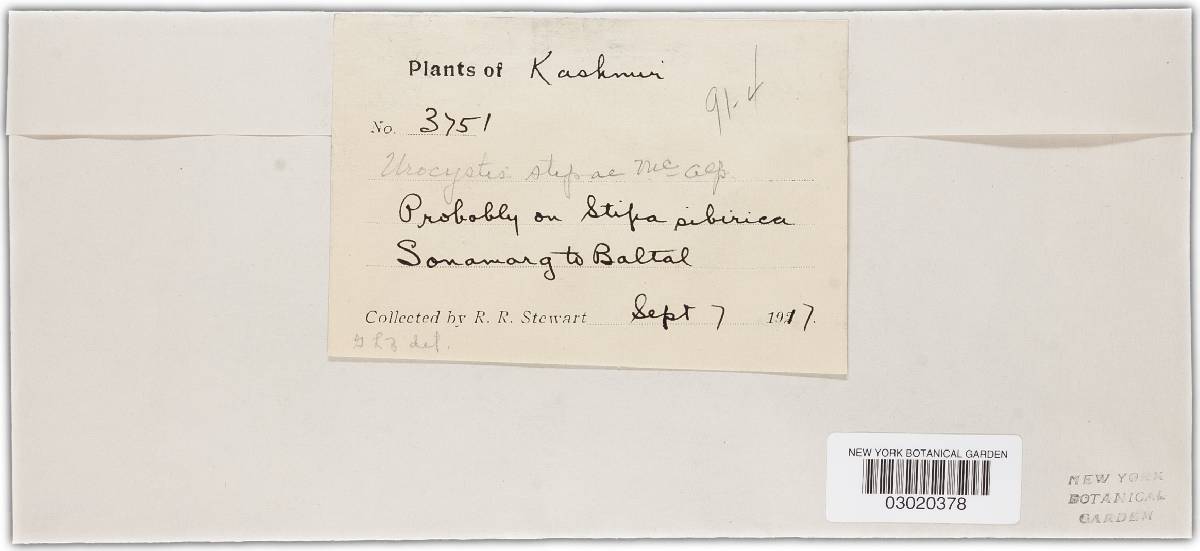 Plants of Kashmir
91.
No. 3751
Urocystis stipae McAlp.
Probably on Stipa sibirica
Sonamarg to Baltal
Collected by R. R. Stewart Sept 7 1917.
G L Z del.
NEW YORK BOTANICAL GARDEN
03020378
NEW YORK
BOTANICAL
GARDEN